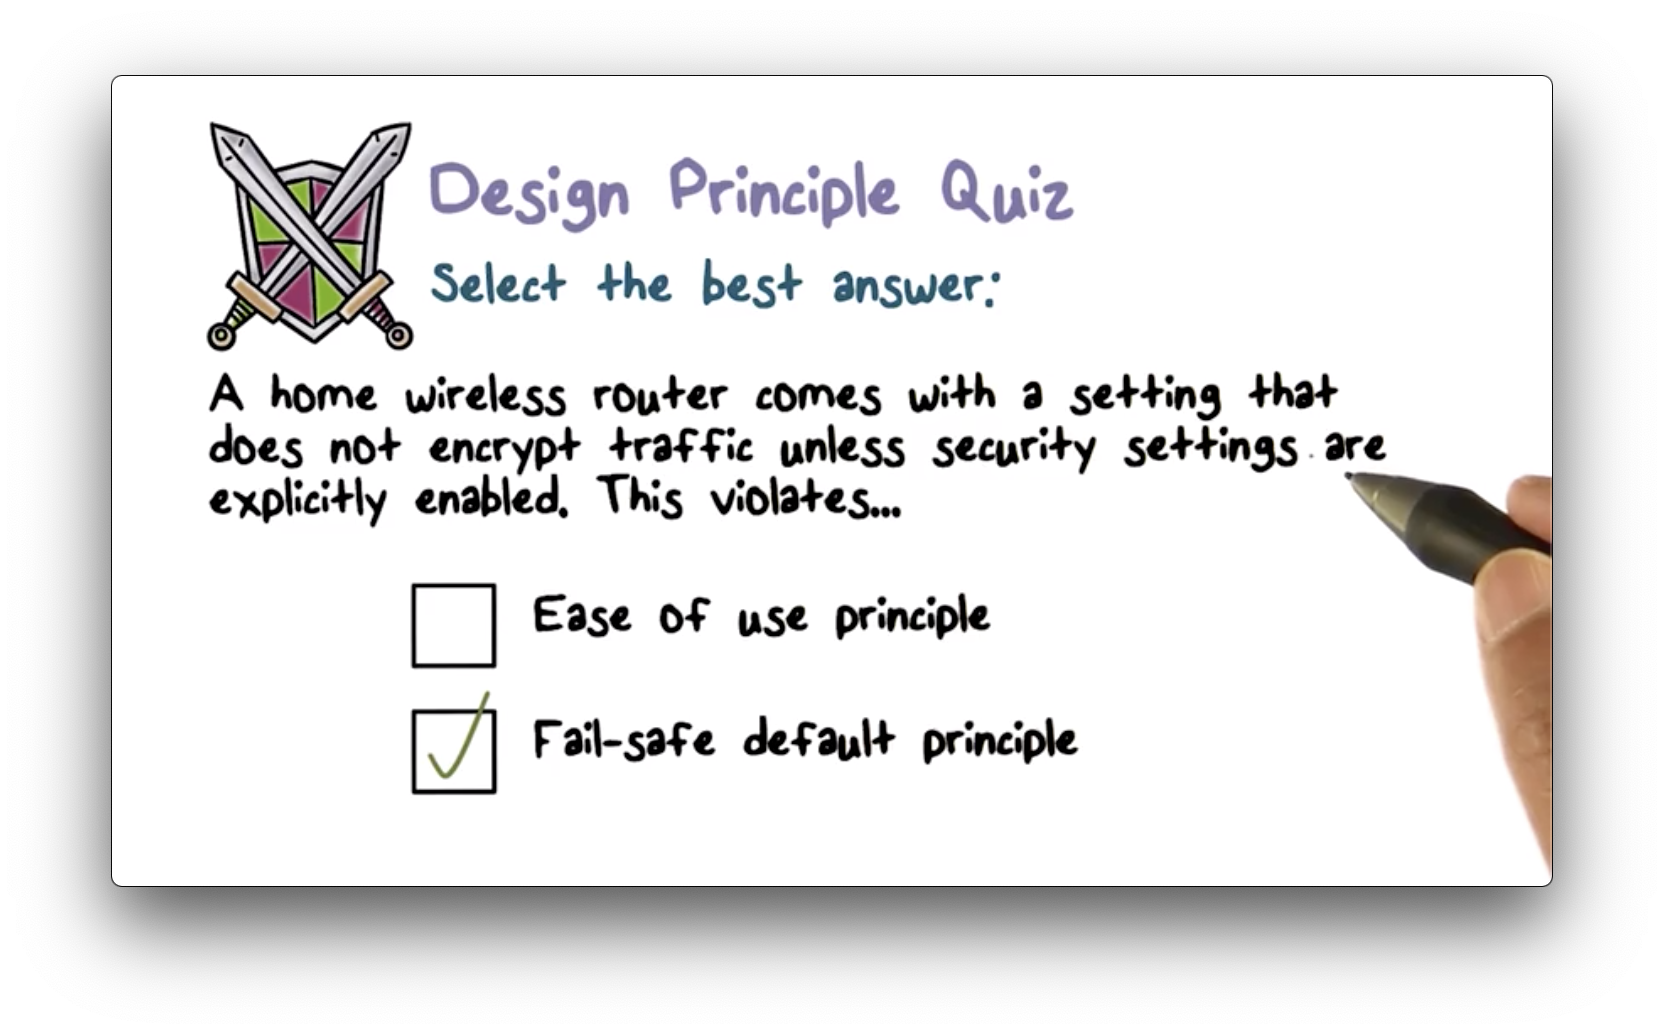 Design Principle Quiz
Select the best answer:
A home wireless router comes with a setting that
does not encrypt traffic unless security settings are
explicitly enabled. This violates...
Ease of use principle
Fail-safe default principle